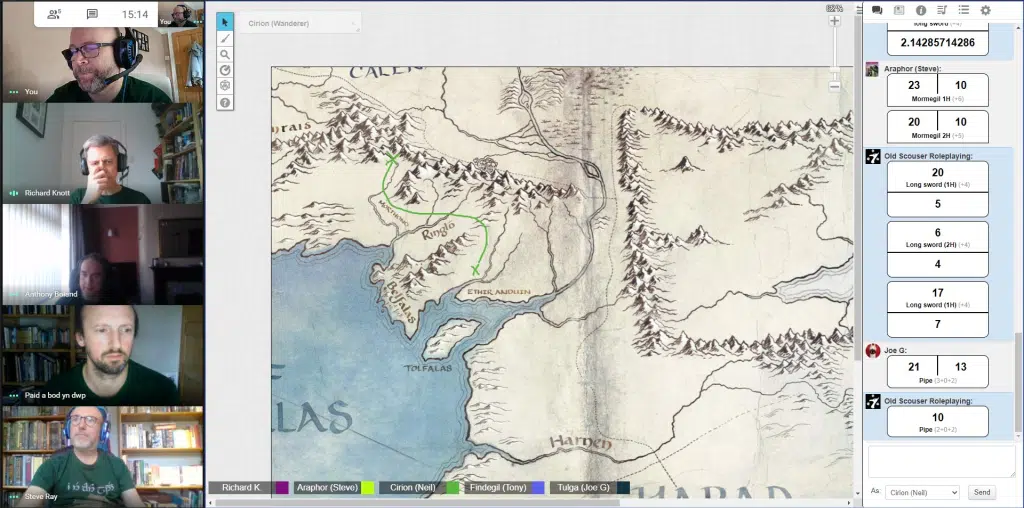 5
15:14
You
You
Richard Knott
Anthony Boland
Paid a bod yn dwp
Steve Ray
Cirion (Wanderer)
CALEN
nrais
Morthond
Ringlo
Belfalas
Ethir Anduin
TOLFALAS
LAS
Harnen
HARAD
Richard K.
Araphor (Steve)
Cirion (Neil)
Findegil (Tony)
Tulga (Joe G)
long sword (+4)
2.14285714286
Araphor (Steve):
23 10
Mormegil 1H (+5)
20 10
Mormegil 2H (+5)
Old Scouser Roleplaying:
20
Long sword (1H) (+4)
5
6
Long sword (2H) (+4)
4
17
Long sword (1H) (+4)
7
Joe G:
21 13
Pipe (3+0+2)
Old Scouser Roleplaying:
10
Pipe (2+0+2)
As:
Cirion (Neil)
Send